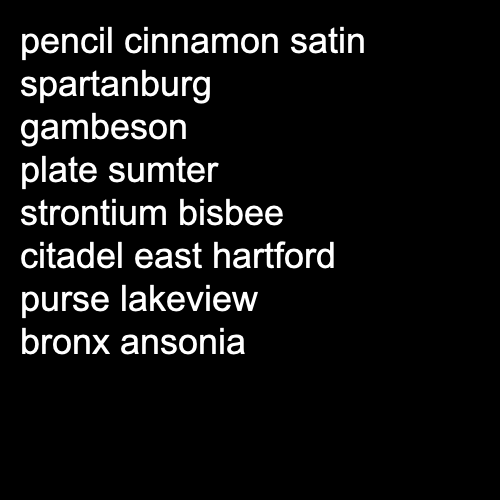 pencil cinnamon satin
spartanburg
gambeson
plate sumter
strontium bisbee
citadel east hartford
purse lakeview
bronx ansonia